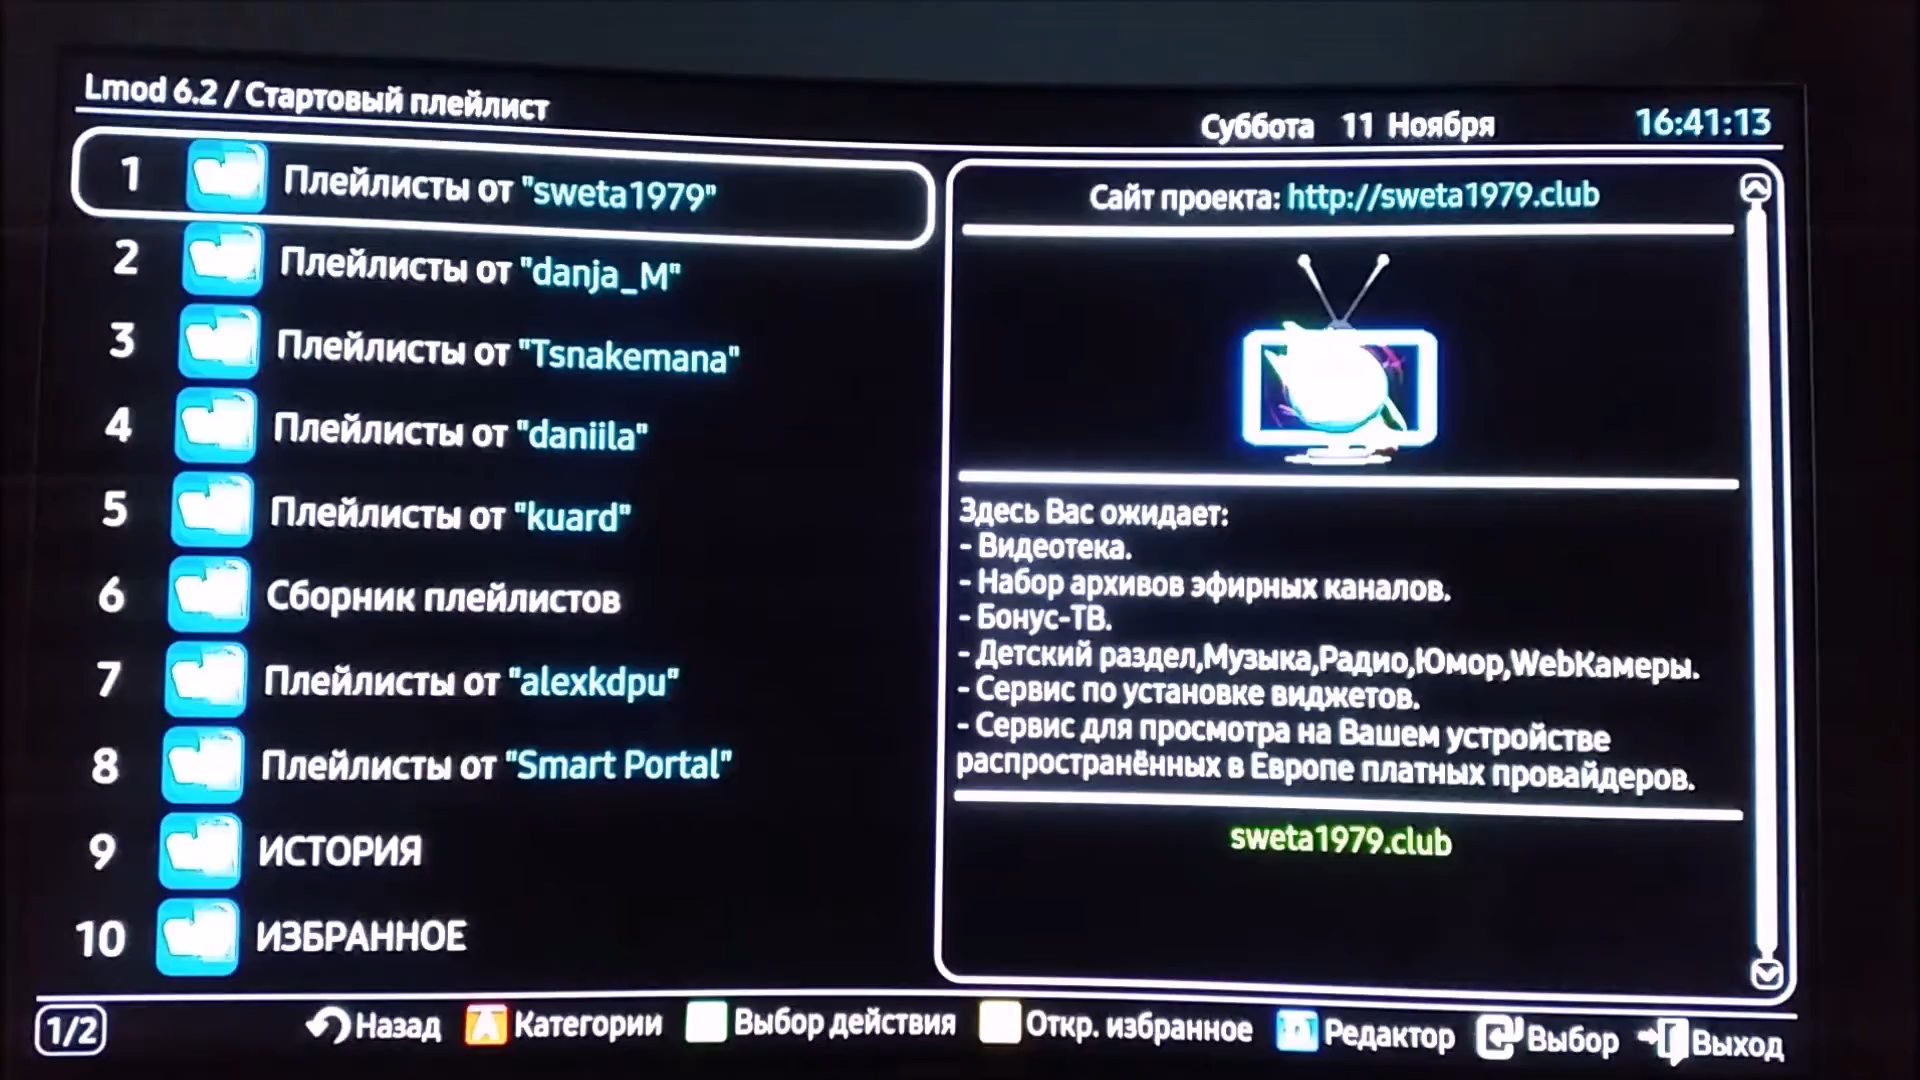 Lmod 6.2 / Стартовый плейлист
Суббота 11 Ноября 16:41:13
1 Плейлисты от "sweta1979"
2 Плейлисты от "danja_M"
3 Плейлисты от "Tsnakemana"
4 Плейлисты от "daniila"
5 Плейлисты от "kuard"
6 Сборник плейлистов
7 Плейлисты от "alexkdpu"
8 Плейлисты от "Smart Portal"
9 ИСТОРИЯ
10 ИЗБРАННОЕ
Сайт проекта: http://sweta1979.club
Здесь Вас ожидает:
- Видеотека.
- Набор архивов эфирных каналов.
- Бонус-ТВ.
- Детский раздел,Музыка,Радио,Юмор,WebКамеры.
- Сервис по установке виджетов.
- Сервис для просмотра на Вашем устройстве
распространённых в Европе платных провайдеров.
sweta1979.club
1/2 Назад A Категории Выбор действия Откр. избранное D Редактор Выбор Выход